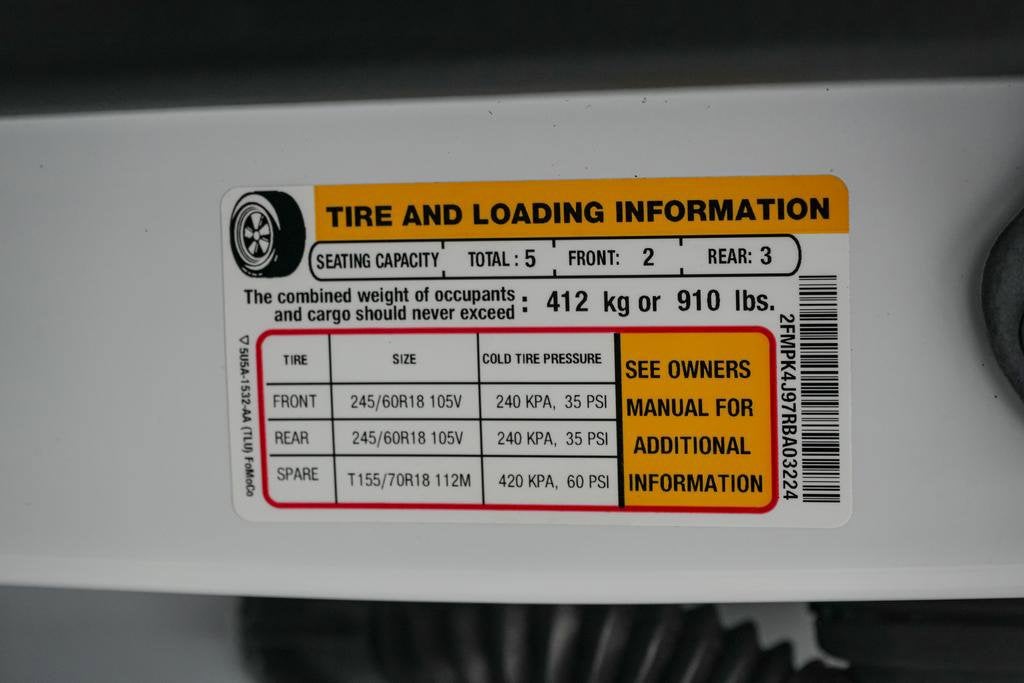 TIRE AND LOADING INFORMATION
SEATING CAPACITY TOTAL : 5 FRONT: 2 REAR: 3
The combined weight of occupants
and cargo should never exceed : 412 kg or 910 lbs.
TIRE SIZE COLD TIRE PRESSURE
FRONT 245/60R18 105V 240 KPA, 35 PSI
REAR 245/60R18 105V 240 KPA, 35 PSI
SPARE T155/70R18 112M 420 KPA, 60 PSI
SEE OWNERS
MANUAL FOR
ADDITIONAL
INFORMATION
2FMPK4J97RBA03224
5U5A-1532-AA (TLU) FoMoCo